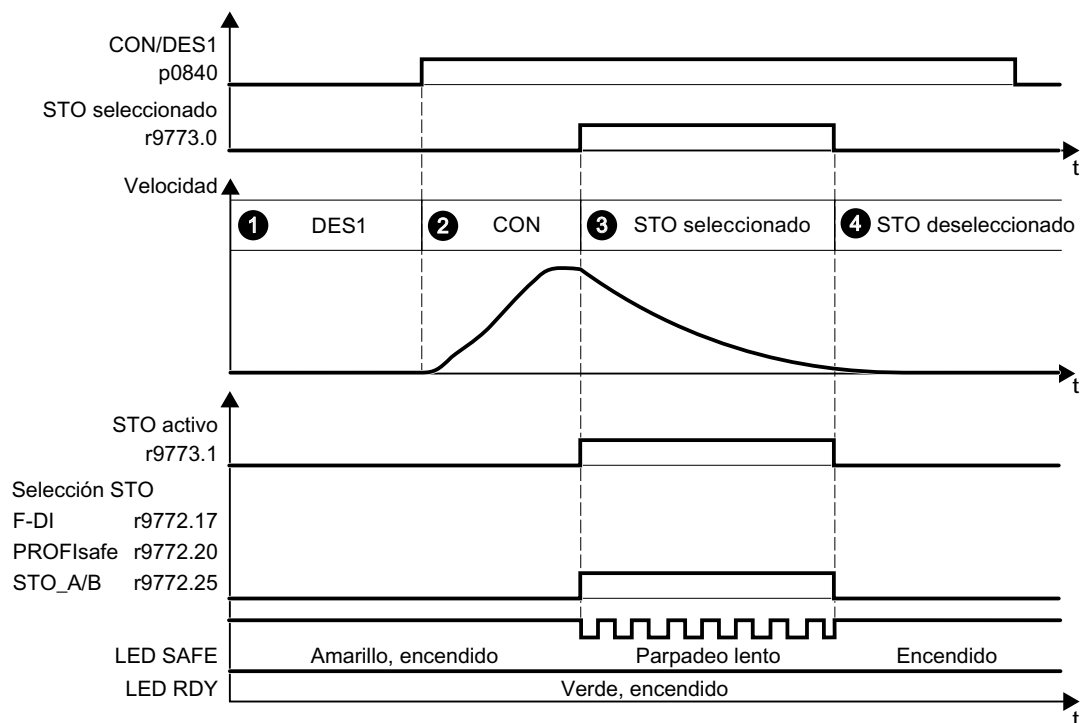 CON/DES1
p0840
STO seleccionado
r9773.0
t
Velocidad
1 DES1 2 CON 3 STO seleccionado 4 STO deseleccionado
t
STO activo
r9773.1
Selección STO
F-DI r9772.17
PROFIsafe r9772.20
STO_A/B r9772.25
LED SAFE Amarillo, encendido Parpadeo lento Encendido
LED RDY Verde, encendido
t